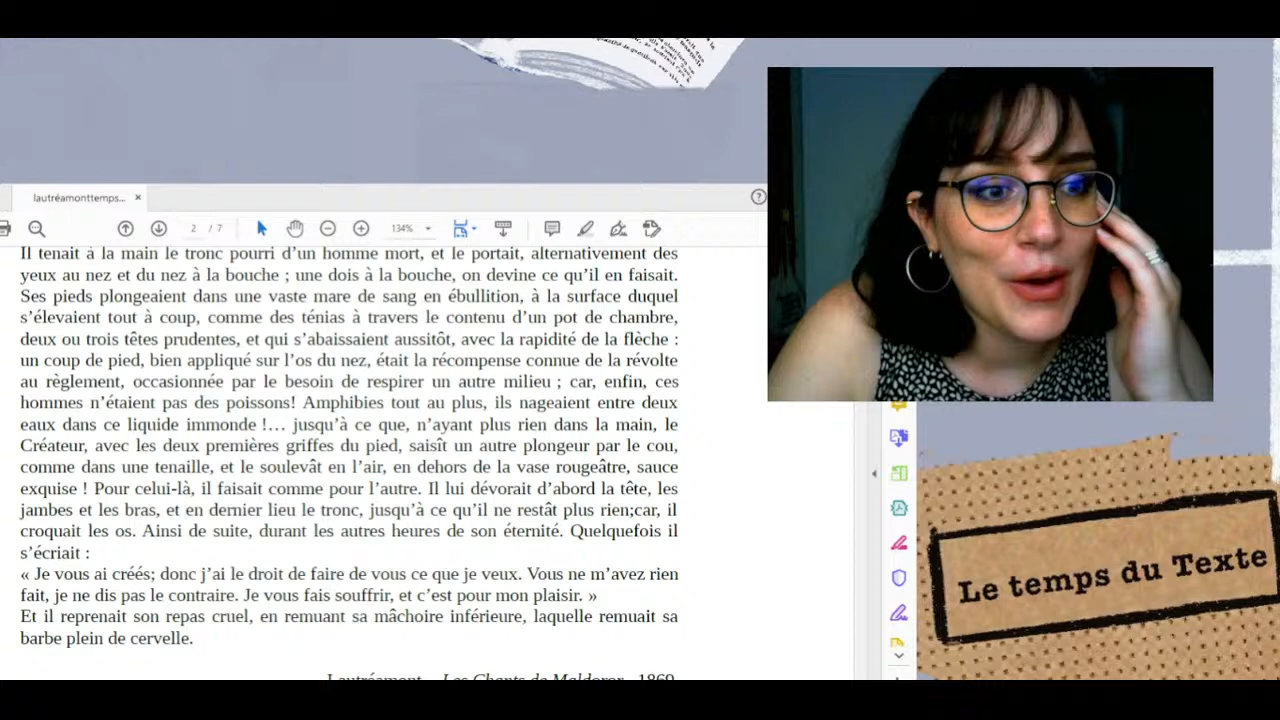 lautréamonttemps...
2 / 7
134%
Il tenait à la main le tronc pourri d’un homme mort, et le portait, alternativement des
yeux au nez et du nez à la bouche ; une dois à la bouche, on devine ce qu’il en faisait.
Ses pieds plongeaient dans une vaste mare de sang en ébullition, à la surface duquel
s’élevaient tout à coup, comme des ténias à travers le contenu d’un pot de chambre,
deux ou trois têtes prudentes, et qui s’abaissaient aussitôt, avec la rapidité de la flèche :
un coup de pied, bien appliqué sur l’os du nez, était la récompense connue de la révolte
au règlement, occasionnée par le besoin de respirer un autre milieu ; car, enfin, ces
hommes n’étaient pas des poissons! Amphibies tout au plus, ils nageaient entre deux
eaux dans ce liquide immonde !… jusqu’à ce que, n’ayant plus rien dans la main, le
Créateur, avec les deux premières griffes du pied, saisît un autre plongeur par le cou,
comme dans une tenaille, et le soulevât en l’air, en dehors de la vase rougeâtre, sauce
exquise ! Pour celui-là, il faisait comme pour l’autre. Il lui dévorait d’abord la tête, les
jambes et les bras, et en dernier lieu le tronc, jusqu’à ce qu’il ne restât plus rien;car, il
croquait les os. Ainsi de suite, durant les autres heures de son éternité. Quelquefois il
s’écriait :
« Je vous ai créés; donc j’ai le droit de faire de vous ce que je veux. Vous ne m’avez rien
fait, je ne dis pas le contraire. Je vous fais souffrir, et c’est pour mon plaisir. »
Et il reprenait son repas cruel, en remuant sa mâchoire inférieure, laquelle remuait sa
barbe plein de cervelle.
Lautréamont, Les Chants de Maldoror, 1869
Le temps du Texte